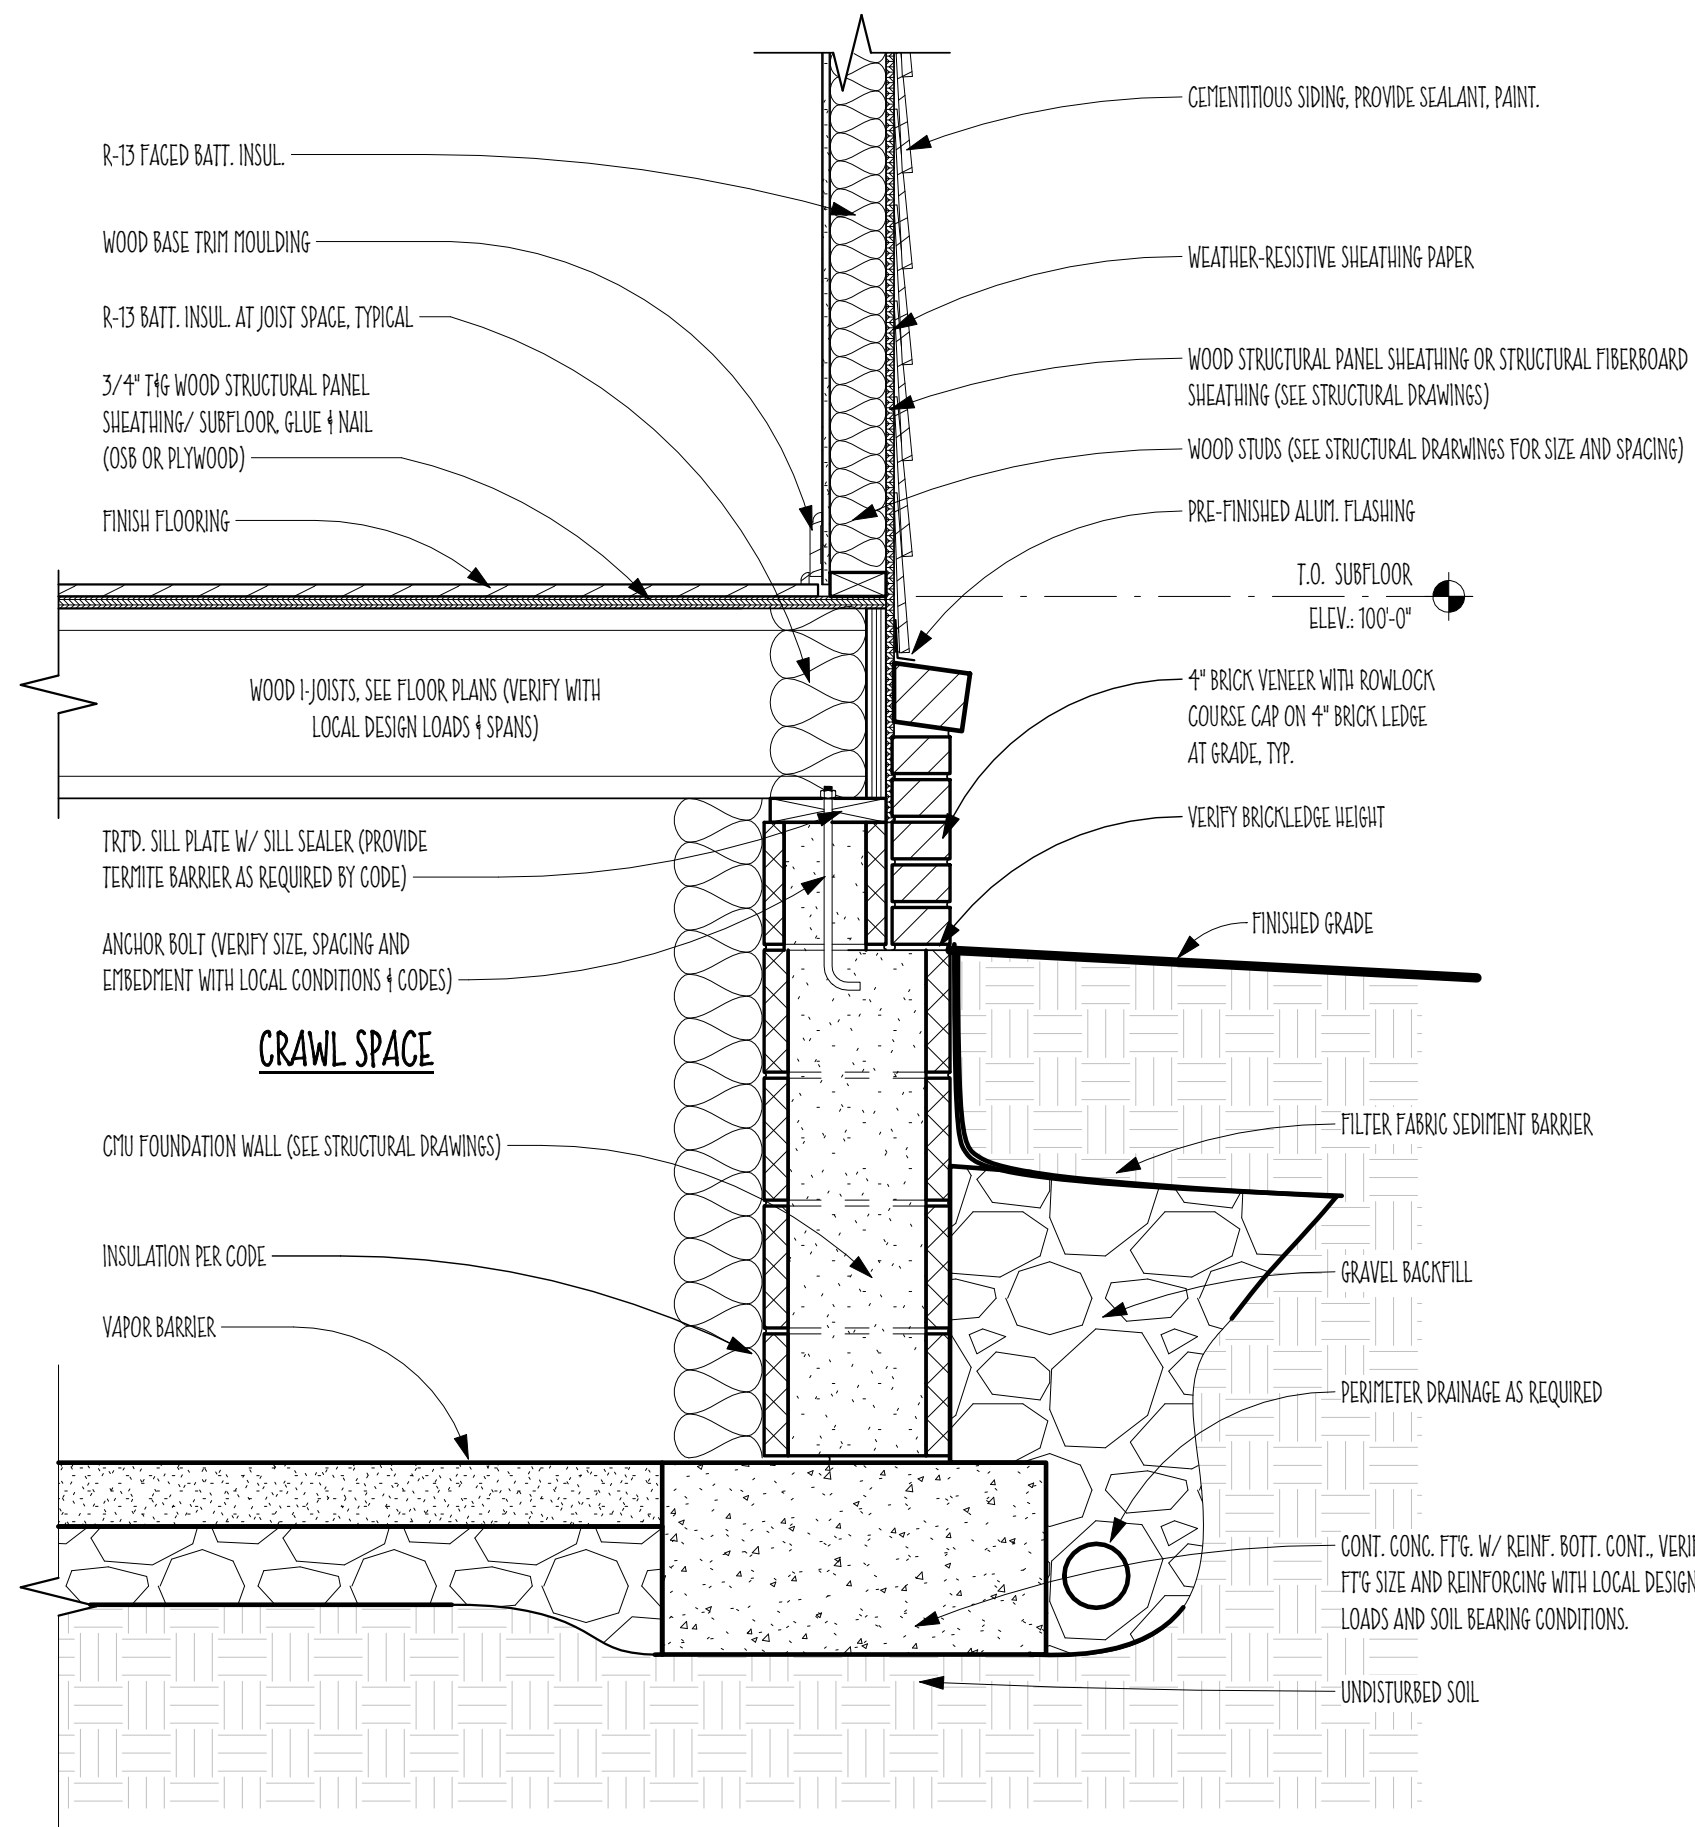 CEMENTITIOUS SIDING, PROVIDE SEALANT, PAINT.
R-13 FACED BATT. INSUL.
WOOD BASE TRIM MOULDING
WEATHER-RESISTIVE SHEATHING PAPER
R-13 BATT. INSUL. AT JOIST SPACE, TYPICAL
WOOD STRUCTURAL PANEL SHEATHING OR STRUCTURAL FIBERBOARD
SHEATHING (SEE STRUCTURAL DRAWINGS)
3/4" T&G WOOD STRUCTURAL PANEL
SHEATHING/ SUBFLOOR, GLUE & NAIL
(OSB OR PLYWOOD)
WOOD STUDS (SEE STRUCTURAL DRARWINGS FOR SIZE AND SPACING)
FINISH FLOORING
PRE-FINISHED ALUM. FLASHING
T.O. SUBFLOOR
ELEV.: 100'-0"
WOOD I-JOISTS, SEE FLOOR PLANS (VERIFY WITH
LOCAL DESIGN LOADS & SPANS)
4" BRICK VENEER WITH ROWLOCK
COURSE CAP ON 4" BRICK LEDGE
AT GRADE, TYP.
VERIFY BRICKLEDGE HEIGHT
TRT'D. SILL PLATE W/ SILL SEALER (PROVIDE
TERMITE BARRIER AS REQUIRED BY CODE)
FINISHED GRADE
ANCHOR BOLT (VERIFY SIZE, SPACING AND
EMBEDMENT WITH LOCAL CONDITIONS & CODES)
CRAWL SPACE
FILTER FABRIC SEDIMENT BARRIER
CMU FOUNDATION WALL (SEE STRUCTURAL DRAWINGS)
INSULATION PER CODE
GRAVEL BACKFILL
VAPOR BARRIER
PERIMETER DRAINAGE AS REQUIRED
CONT. CONC. FT'G. W/ REINF. BOTT. CONT.,
FT'G SIZE AND REINFORCING WITH LOCAL DESIGN
LOADS AND SOIL BEARING CONDITIONS.
UNDISTURBED SOIL